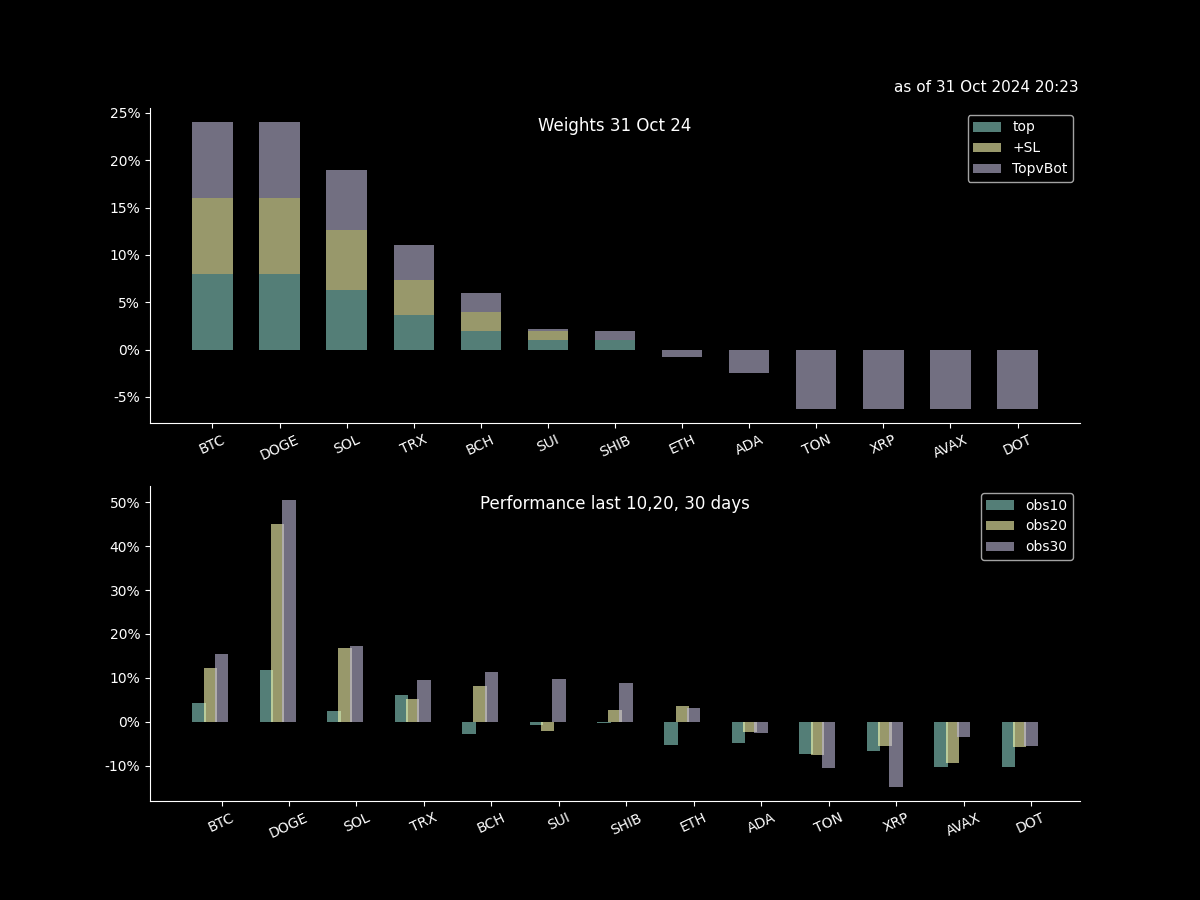 as of 31 Oct 2024 20:23
Weights 31 Oct 24
top
+SL
TopvBot
25%
20%
15%
10%
5%
0%
-5%
BTC DOGE SOL TRX BCH SUI SHIB ETH ADA TON XRP AVAX DOT
Performance last 10,20, 30 days
obs10
obs20
obs30
50%
40%
30%
20%
10%
0%
-10%
BTC DOGE SOL TRX BCH SUI SHIB ETH ADA TON XRP AVAX DOT